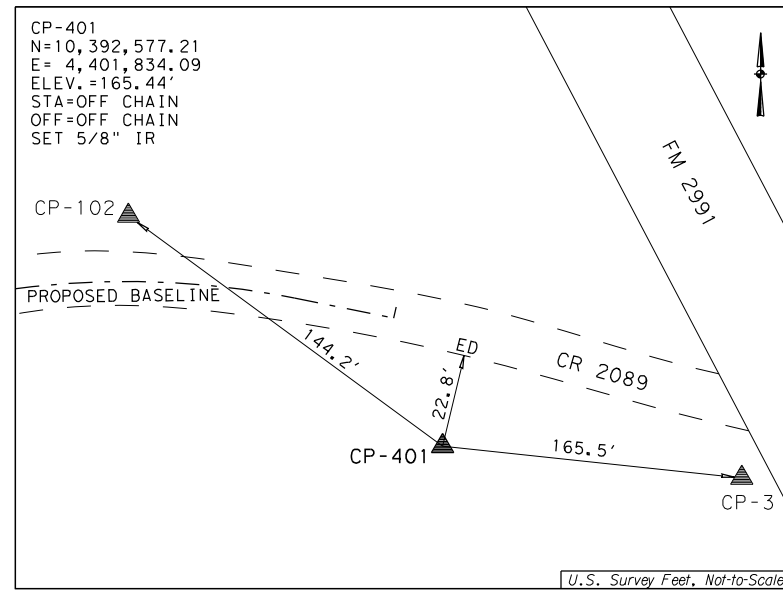 CP-401
N=10,392,577.21
E= 4,401,834.09
ELEV.=165.44'
STA=OFF CHAIN
OFF=OFF CHAIN
SET 5/8" IR
FM 2991
CP-102
PROPOSED BASELINE
144.2'
ED
22.8'
CR 2089
CP-401
165.5'
CP-3
U.S. Survey Feet, Not-to-Scale